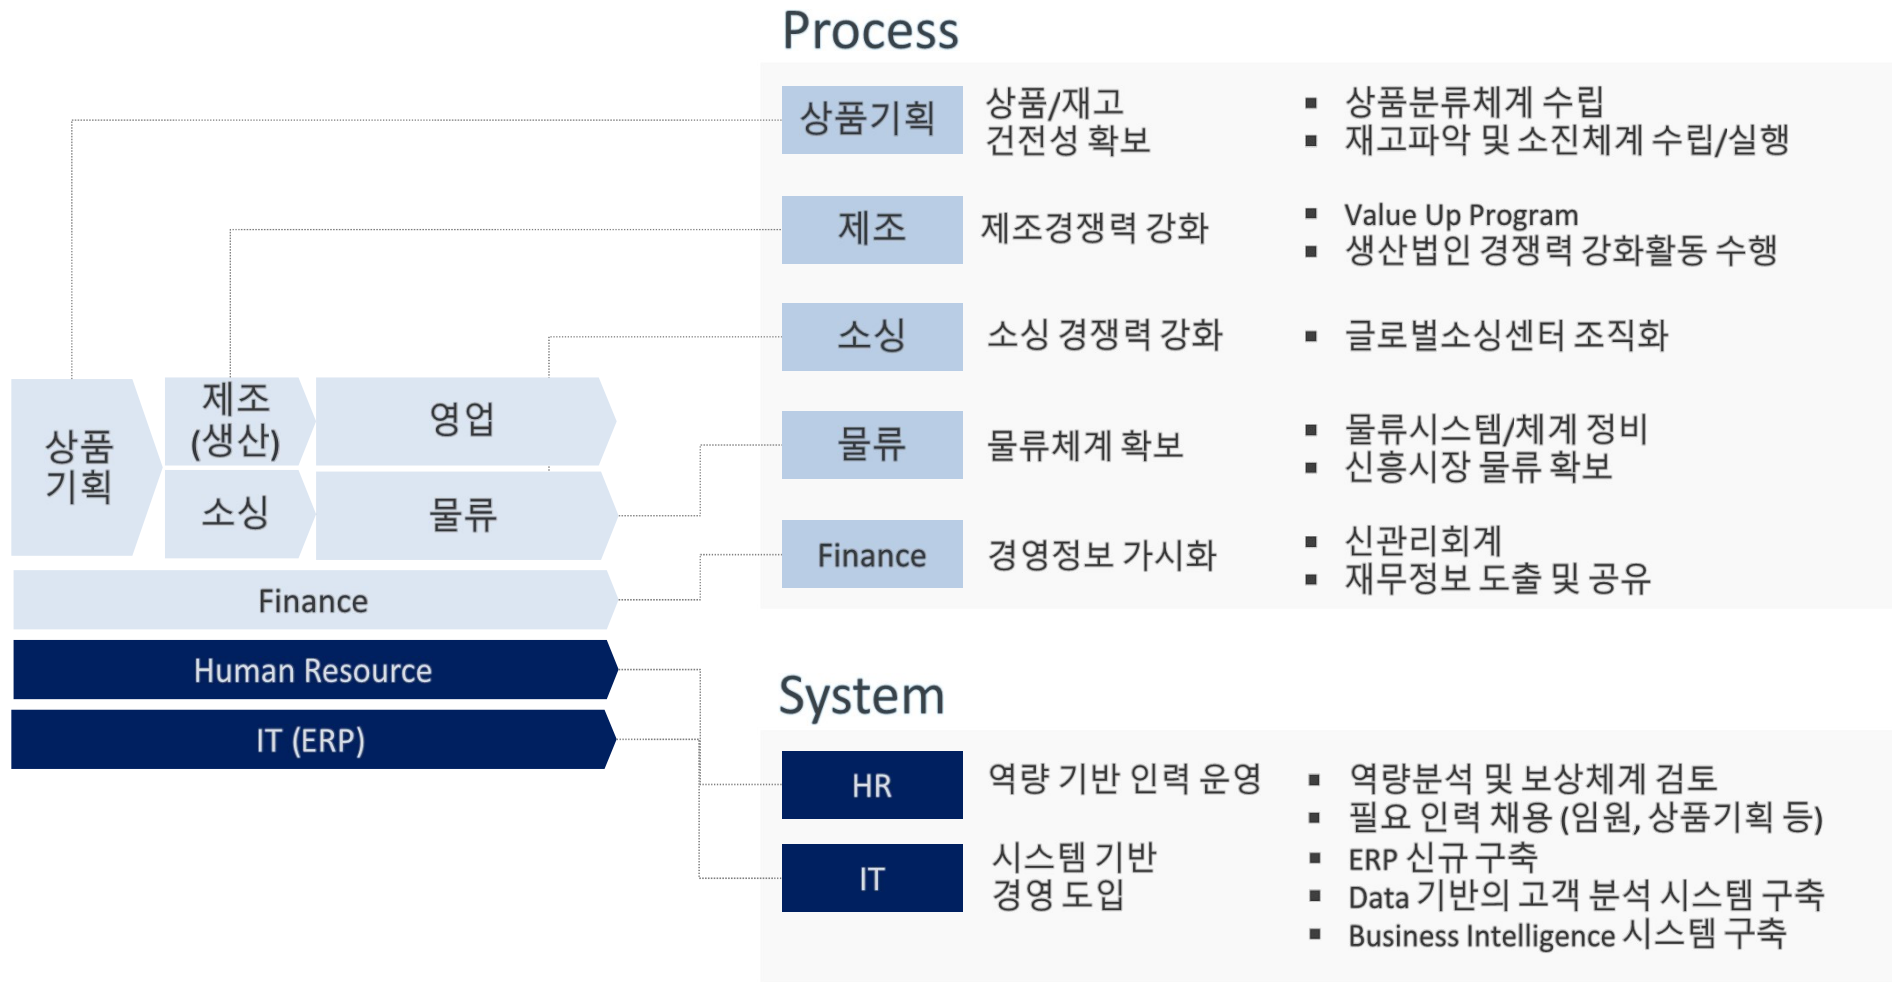 Process
상품기획
상품/재고
건전성 확보
▪ 상품분류체계 수립
▪ 재고파악 및 소진체계 수립/실행
제조
제조경쟁력 강화
▪ Value Up Program
▪ 생산법인 경쟁력 강화활동 수행
소싱
소싱 경쟁력 강화
▪ 글로벌소싱센터 조직화
물류
물류체계 확보
▪ 물류시스템/체계 정비
▪ 신흥시장 물류 확보
Finance
경영정보 가시화
▪ 신관리회계
▪ 재무정보 도출 및 공유
상품
기획
제조
(생산)
영업
소싱
물류
Finance
Human Resource
IT (ERP)
System
HR
역량 기반 인력 운영
▪ 역량분석 및 보상체계 검토
▪ 필요 인력 채용 (임원, 상품기획 등)
IT
시스템 기반
경영 도입
▪ ERP 신규 구축
▪ Data 기반의 고객 분석 시스템 구축
▪ Business Intelligence 시스템 구축